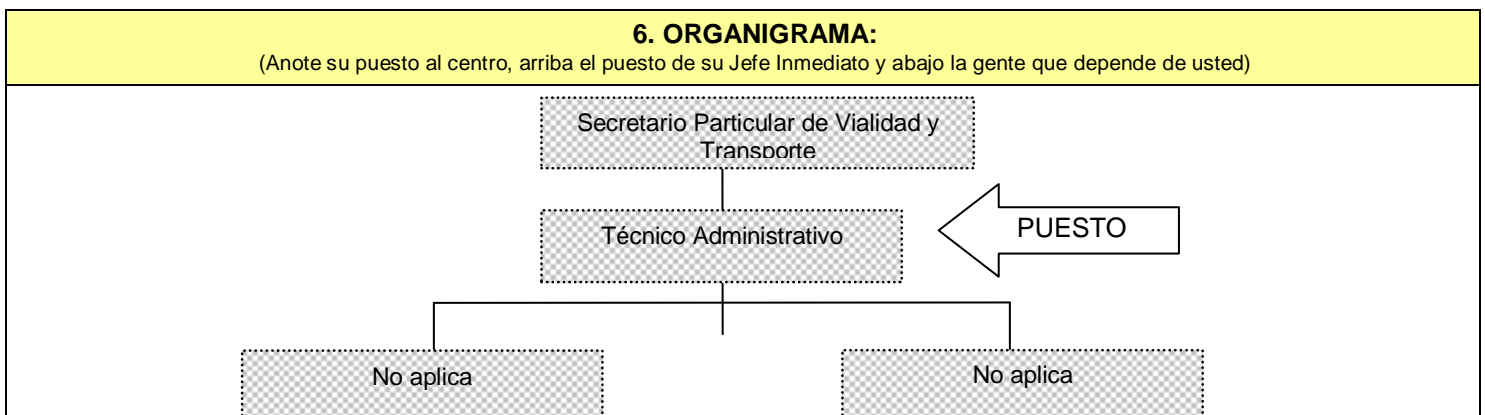 6. ORGANIGRAMA:
(Anote su puesto al centro, arriba el puesto de su Jefe Inmediato y abajo la gente que depende de usted)
Secretario Particular de Vialidad y
Transporte
Técnico Administrativo
PUESTO
No aplica
No aplica